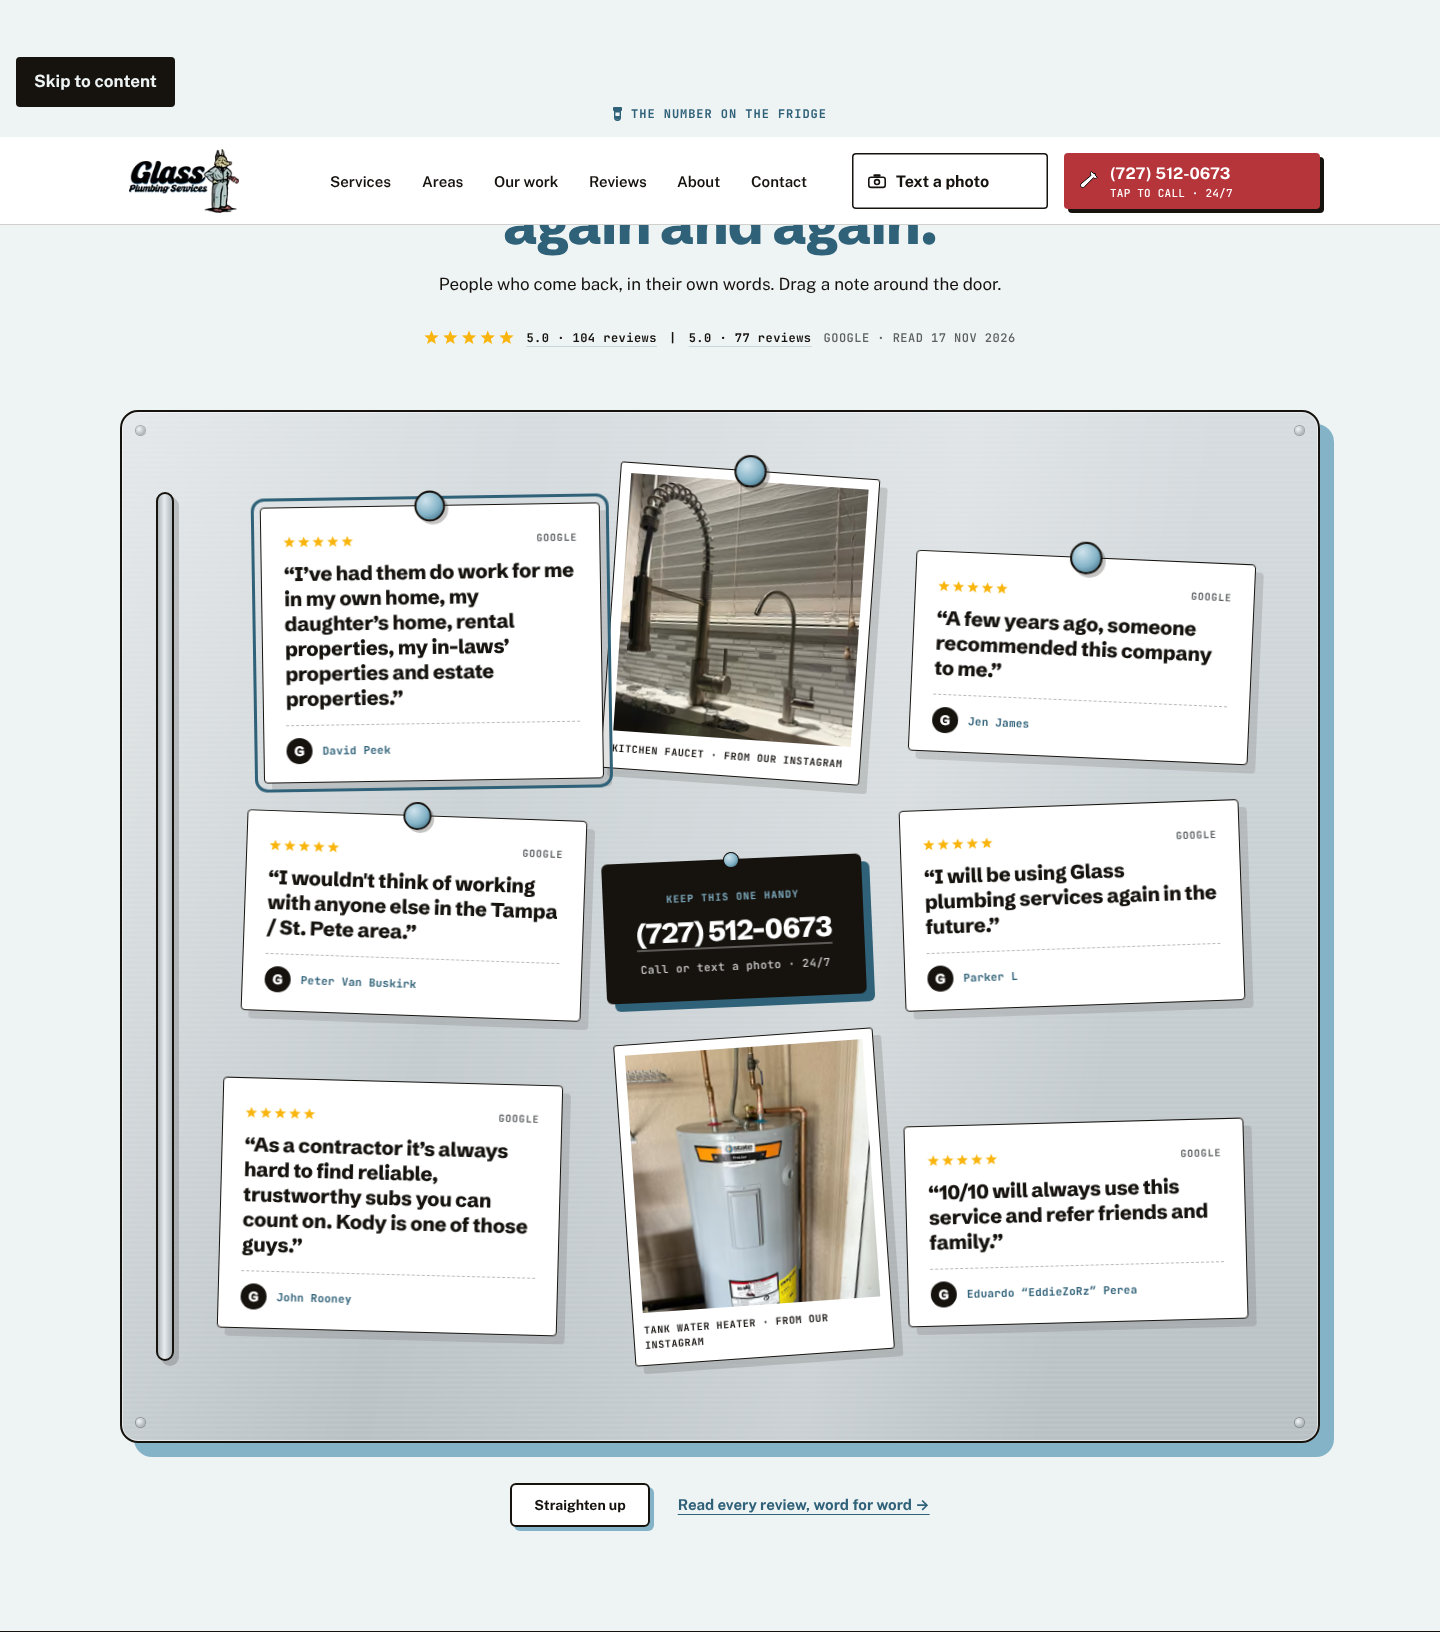 Skip to content
THE NUMBER ON THE FRIDGE
Glass
Plumbing Services
Services
Areas
Our work
Reviews
About
Contact
Text a photo
(727) 512-0673
TAP TO CALL · 24/7
again and again.
People who come back, in their own words. Drag a note around the door.
5.0 · 104 reviews | 5.0 · 77 reviews GOOGLE · READ 17 NOV 2026
GOOGLE
“I’ve had them do work for me
in my own home, my
daughter’s home, rental
properties, my in-laws’
properties and estate
properties.”
G David Peek
KITCHEN FAUCET · FROM OUR INSTAGRAM
GOOGLE
“A few years ago, someone
recommended this company
to me.”
G Jen James
GOOGLE
“I wouldn't think of working
with anyone else in the Tampa
/ St. Pete area.”
G Peter Van Buskirk
KEEP THIS ONE HANDY
(727) 512-0673
Call or text a photo · 24/7
GOOGLE
“I will be using Glass
plumbing services again in the
future.”
G Parker L
GOOGLE
“As a contractor it’s always
hard to find reliable,
trustworthy subs you can
count on. Kody is one of those
guys.”
G John Rooney
state
TANK WATER HEATER · FROM OUR
INSTAGRAM
GOOGLE
“10/10 will always use this
service and refer friends and
family.”
G Eduardo “EddieZoRz” Perea
Straighten up
Read every review, word for word →